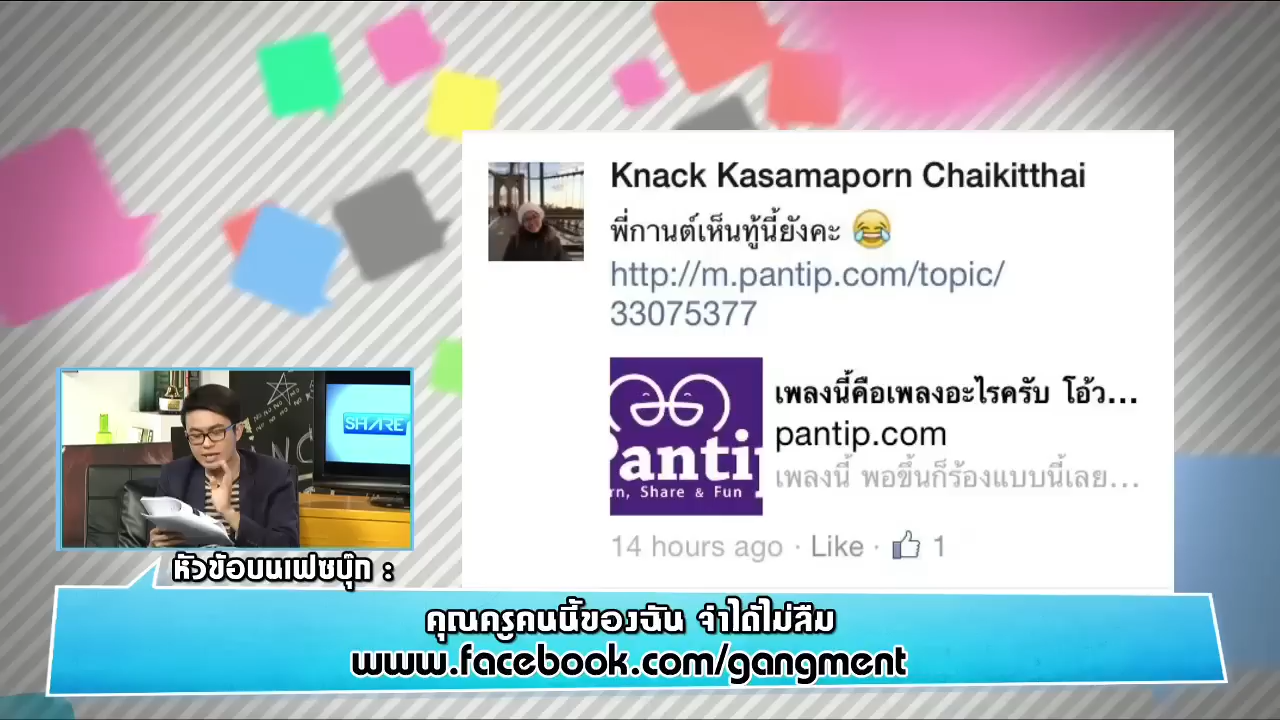 Knack Kasamaporn Chaikitthai
พี่กานต์เห็นทู้นี้ยังคะ 😂
http://m.pantip.com/topic/
33075377
เพลงนี้คือเพลงอะไรครับ โอ้ว...
pantip.com
เพลงนี้ พอขึ้นก็ร้องแบบนี้เลย...
Panti
rn, Share & Fun
14 hours ago · Like · 1
SHARE
หัวข้อบนเฟซบุ๊ก :
คุณครูคนนี้ของฉัน จำได้ไม่ลืม
www.facebook.com/gangment